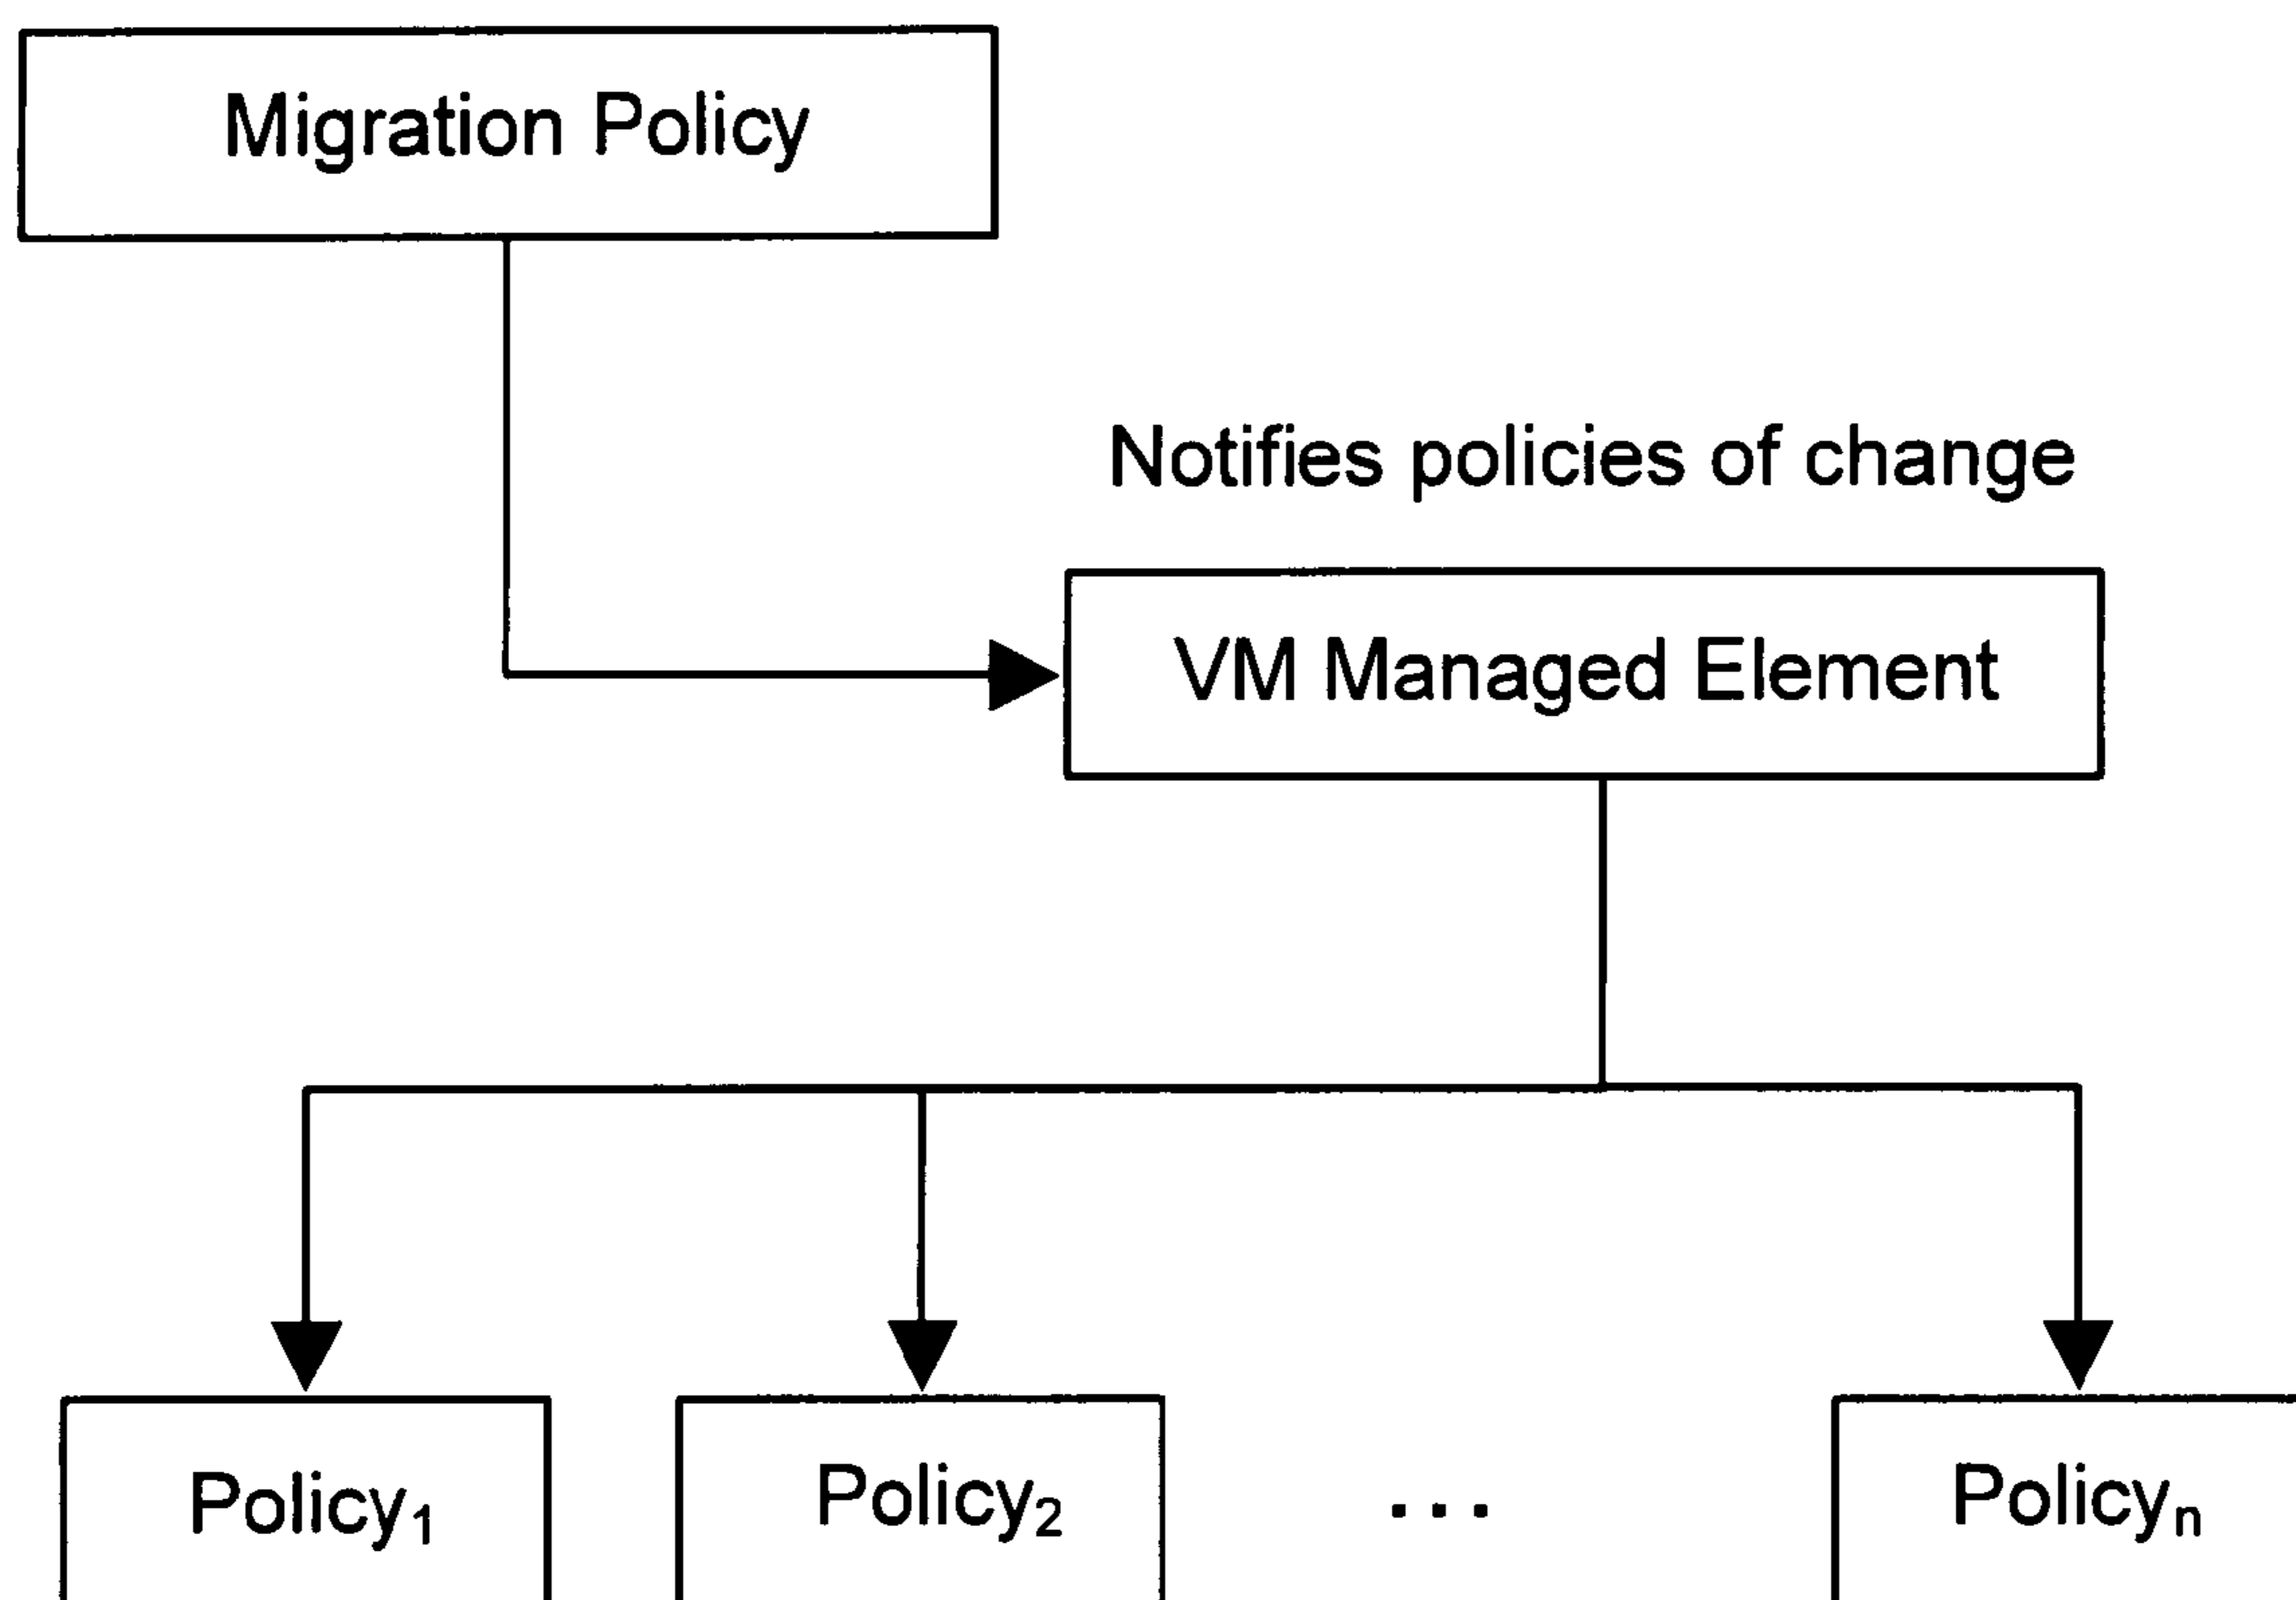 Migration Policy
Notifies policies of change
VM Managed Element
Policy₁ Policy₂ ... Policyₙ